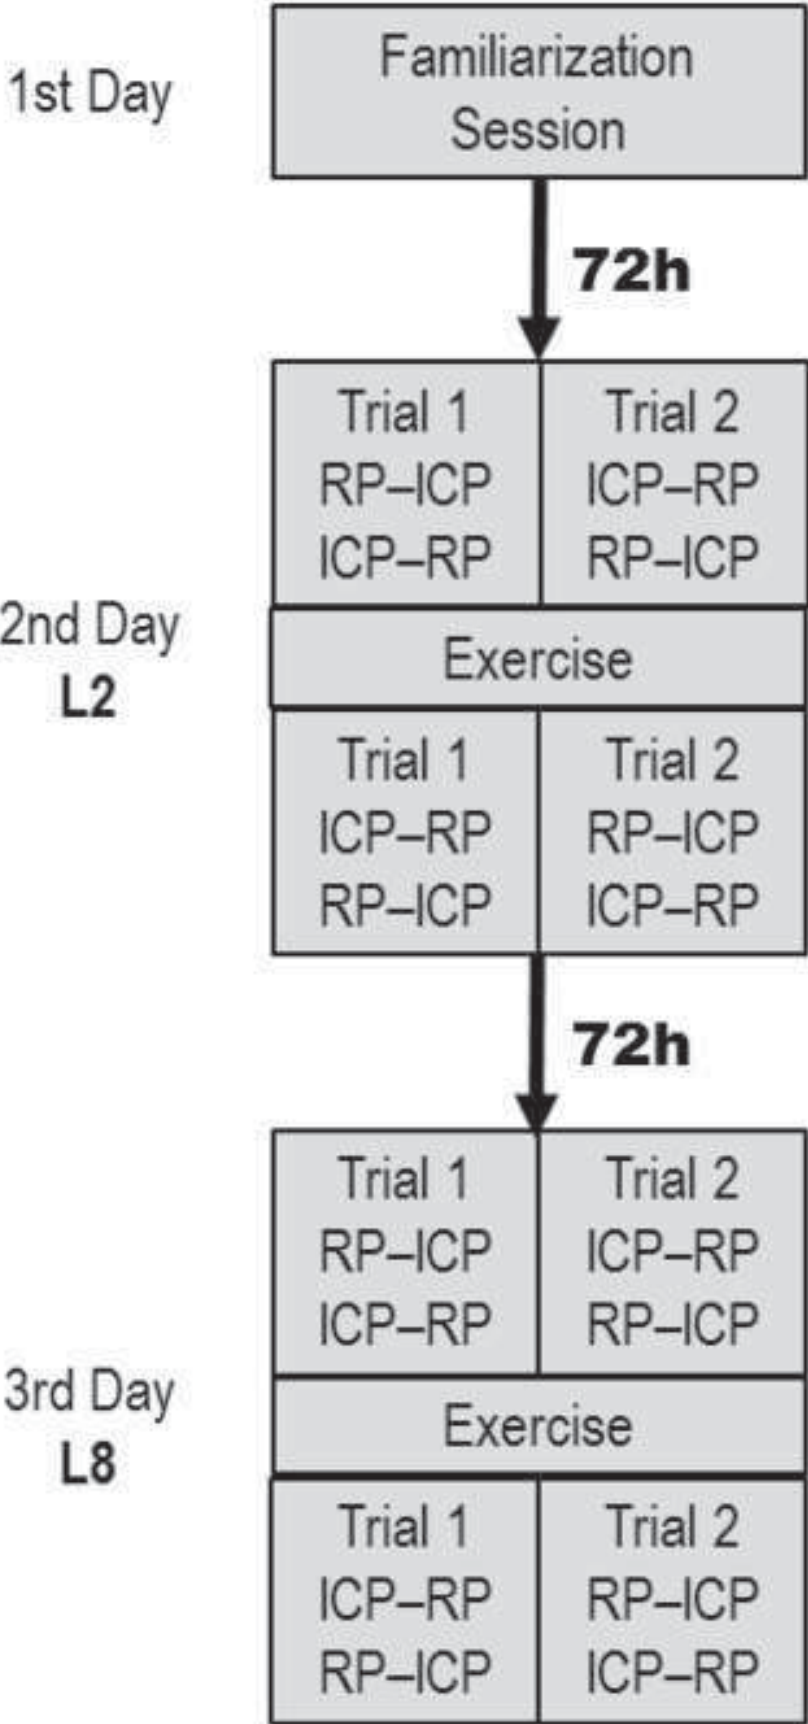 1st Day
Familiarization
Session
72h
Trial 1
RP–ICP
ICP–RP
Trial 2
ICP–RP
RP–ICP
2nd Day
L2
Exercise
Trial 1
ICP–RP
RP–ICP
Trial 2
RP–ICP
ICP–RP
72h
Trial 1
RP–ICP
ICP–RP
Trial 2
ICP–RP
RP–ICP
3rd Day
L8
Exercise
Trial 1
ICP–RP
RP–ICP
Trial 2
RP–ICP
ICP–RP